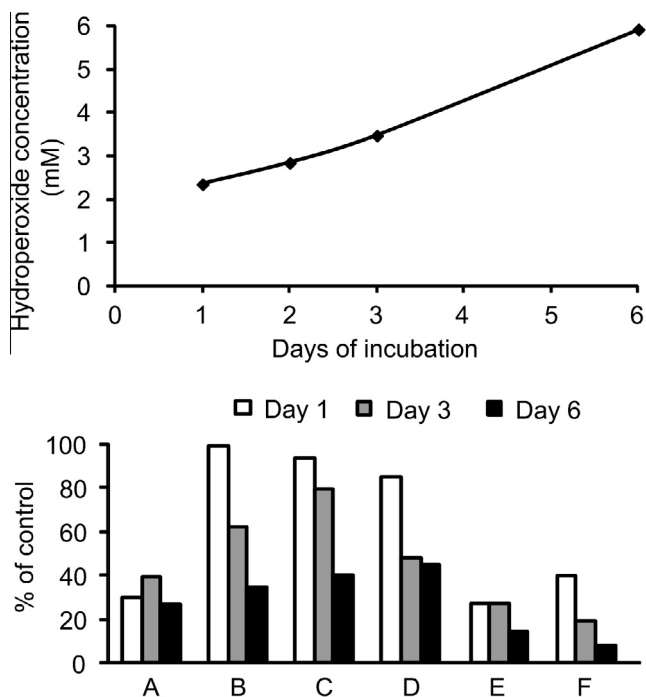 Hydroperoxide concentration
(mM)
6
5
4
3
2
1
0
0 1 2 3 4 5 6
Days of incubation
Day 1 Day 3 Day 6
% of control
100
80
60
40
20
0
A B C D E F